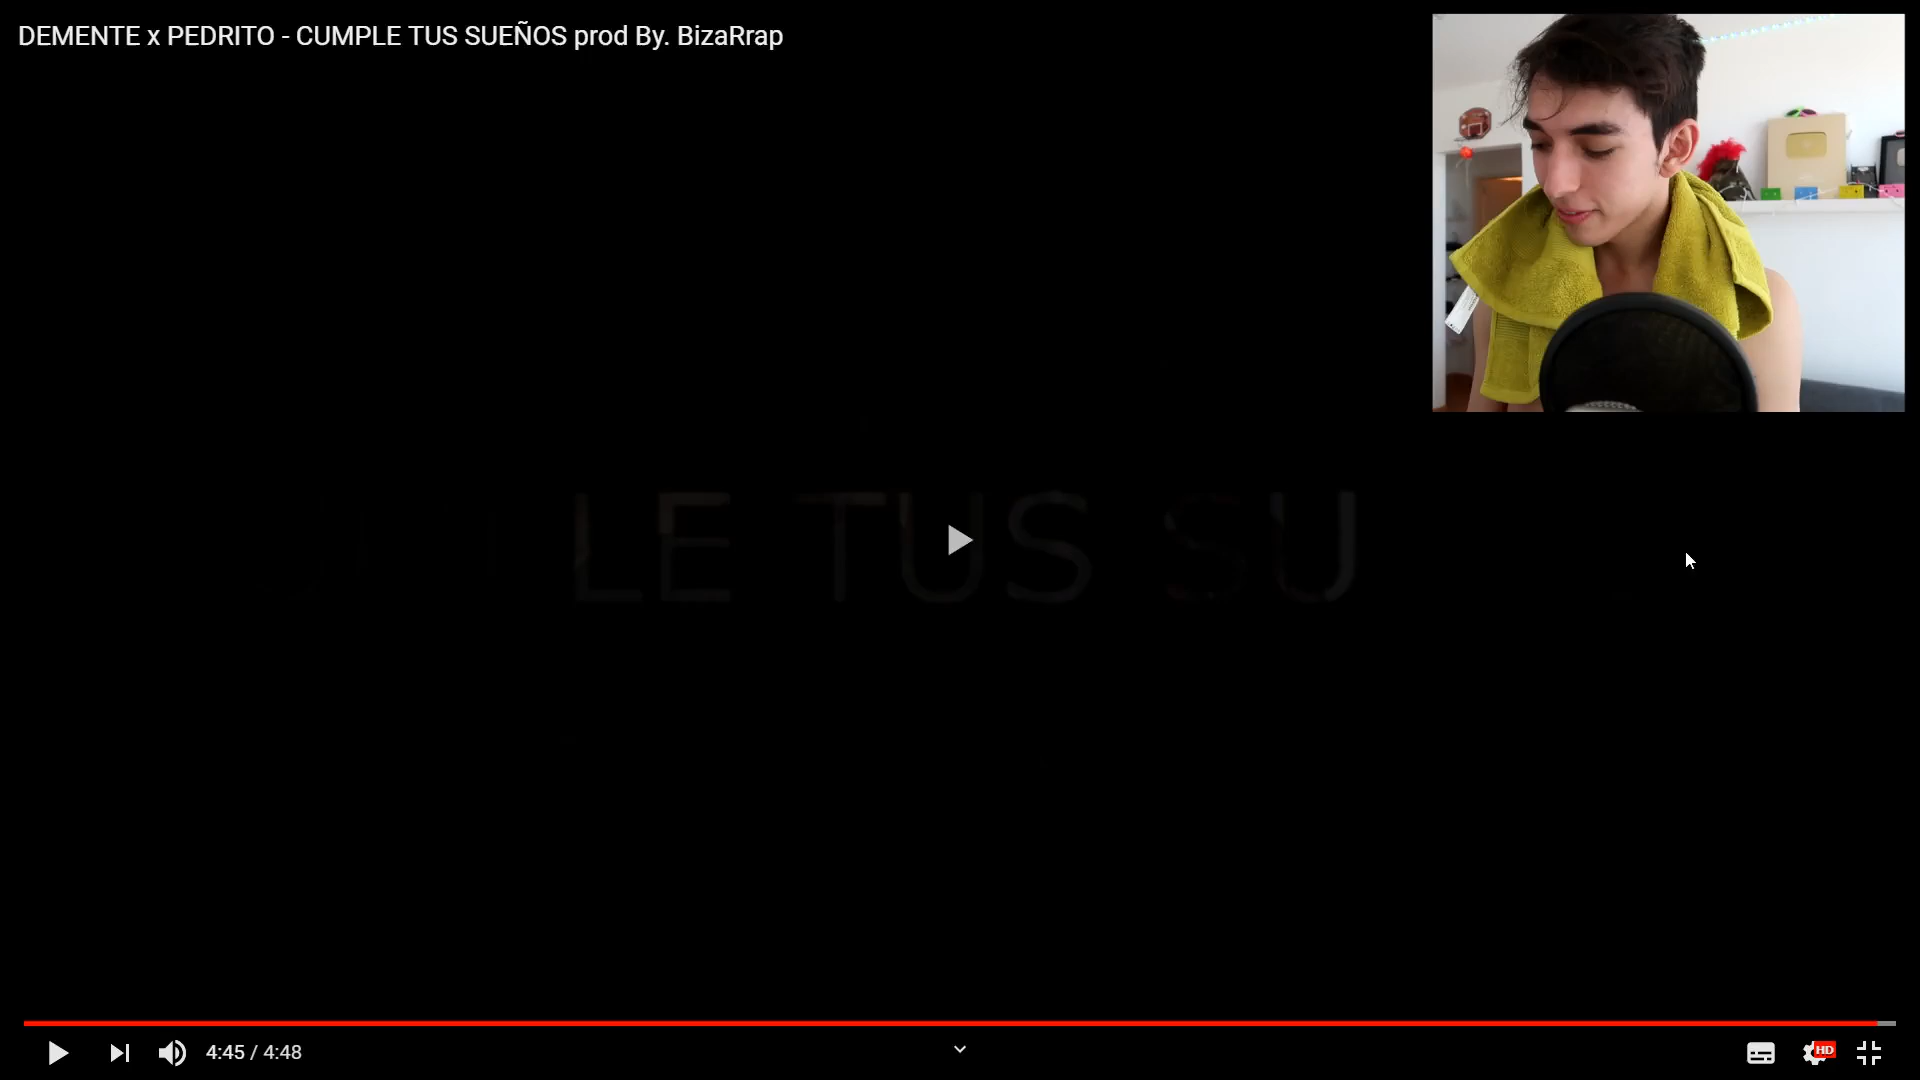 DEMENTE x PEDRITO - CUMPLE TUS SUEÑOS prod By. BizaRrap
LE TUS SU
4:45 / 4:48
HD